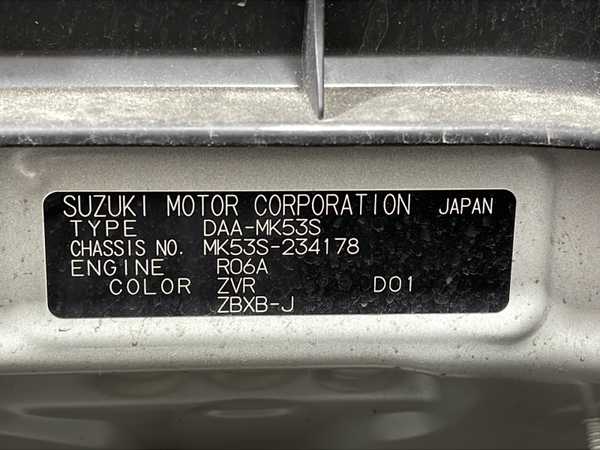 SUZUKI MOTOR CORPORATION JAPAN
TYPE DAA-MK53S
CHASSIS NO. MK53S-234178
ENGINE R06A
COLOR ZVR D01
ZBXB-J